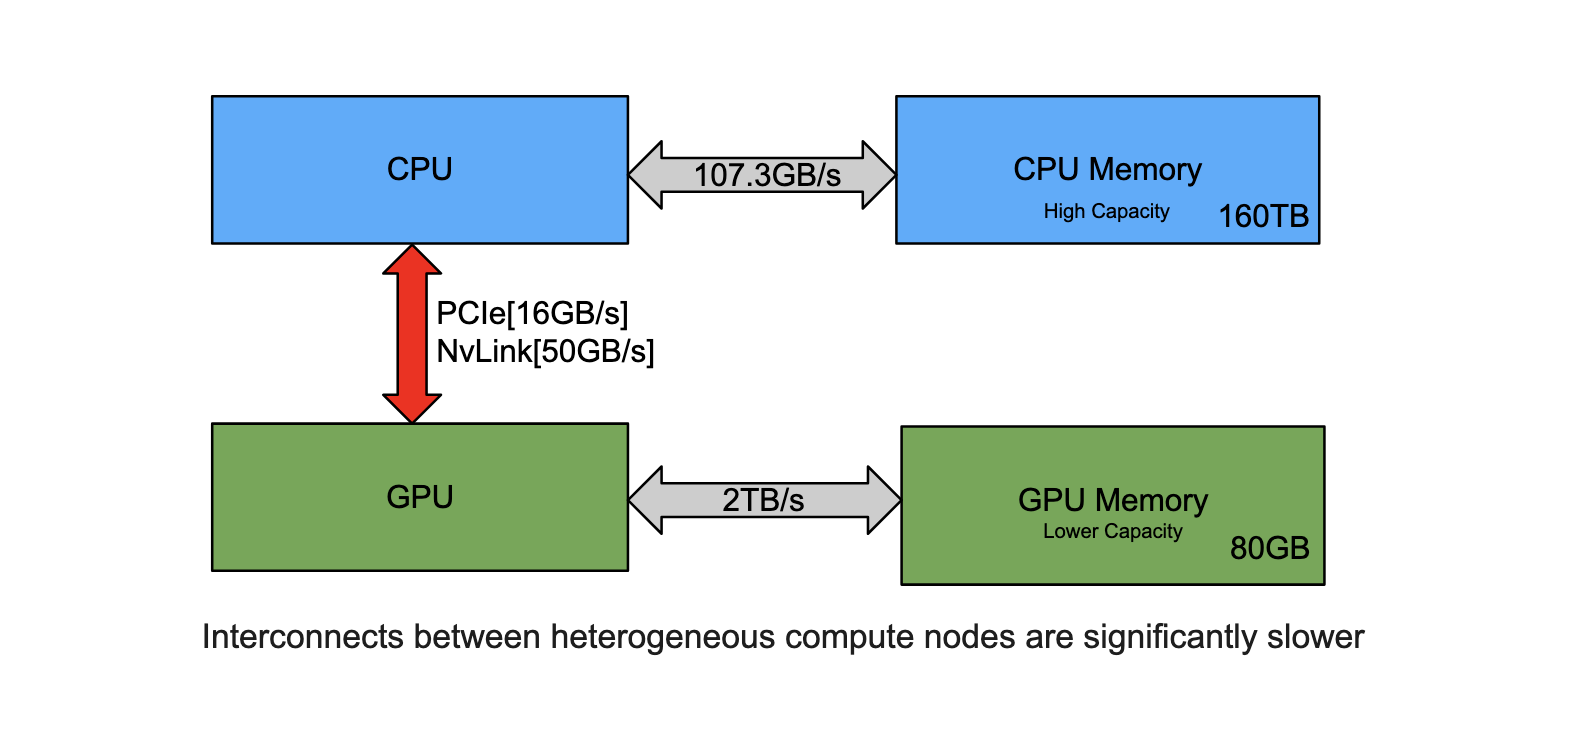 CPU
107.3GB/s
CPU Memory
High Capacity
160TB
PCIe[16GB/s]
NvLink[50GB/s]
GPU
2TB/s
GPU Memory
Lower Capacity
80GB
Interconnects between heterogeneous compute nodes are significantly slower